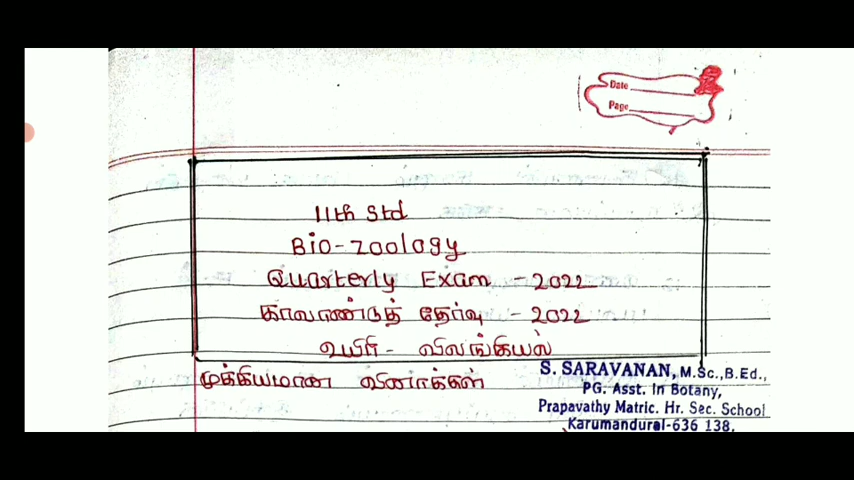 Date
Page
11th Std
Bio-Zoology
Quarterly Exam - 2022
காலாண்டுத் தேர்வு - 2022
உயிரி - விலங்கியல்
முக்கியமான வினாக்கள்
S. SARAVANAN, M.Sc.,B.Ed.,
PG. Asst. In Botany,
Prapavathy Matric. Hr. Sec. School
Karumandurai-636 138.